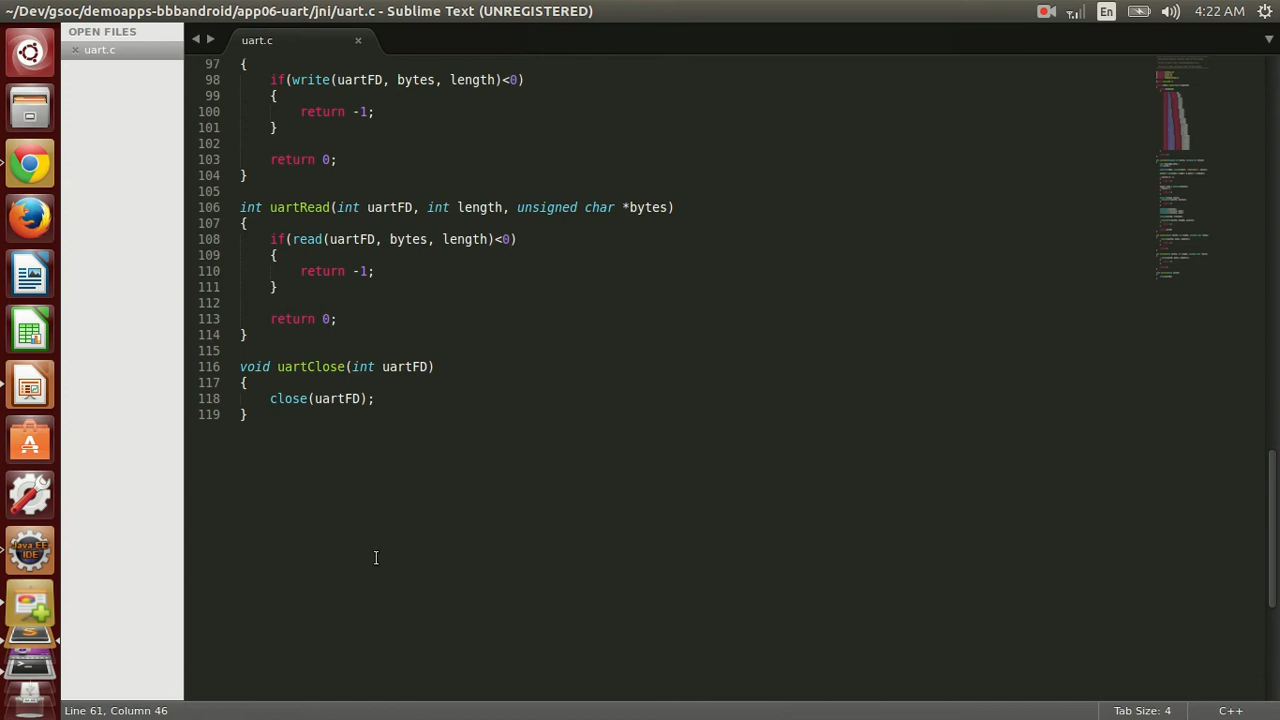 ~/Dev/gsoc/demoapps-bbbandroid/app06-uart/jni/uart.c - Sublime Text (UNREGISTERED)
En
4:22 AM
OPEN FILES
uart.c
uart.c
97 {
98 if(write(uartFD, bytes, length)<0)
99 {
100 return -1;
101 }
102
103 return 0;
104 }
105
106 int uartRead(int uartFD, int length, unsigned char *bytes)
107 {
108 if(read(uartFD, bytes, length)<0)
109 {
110 return -1;
111 }
112
113 return 0;
114 }
115
116 void uartClose(int uartFD)
117 {
118 close(uartFD);
119 }
Java EE
IDE
Line 61, Column 46
Tab Size: 4
C++